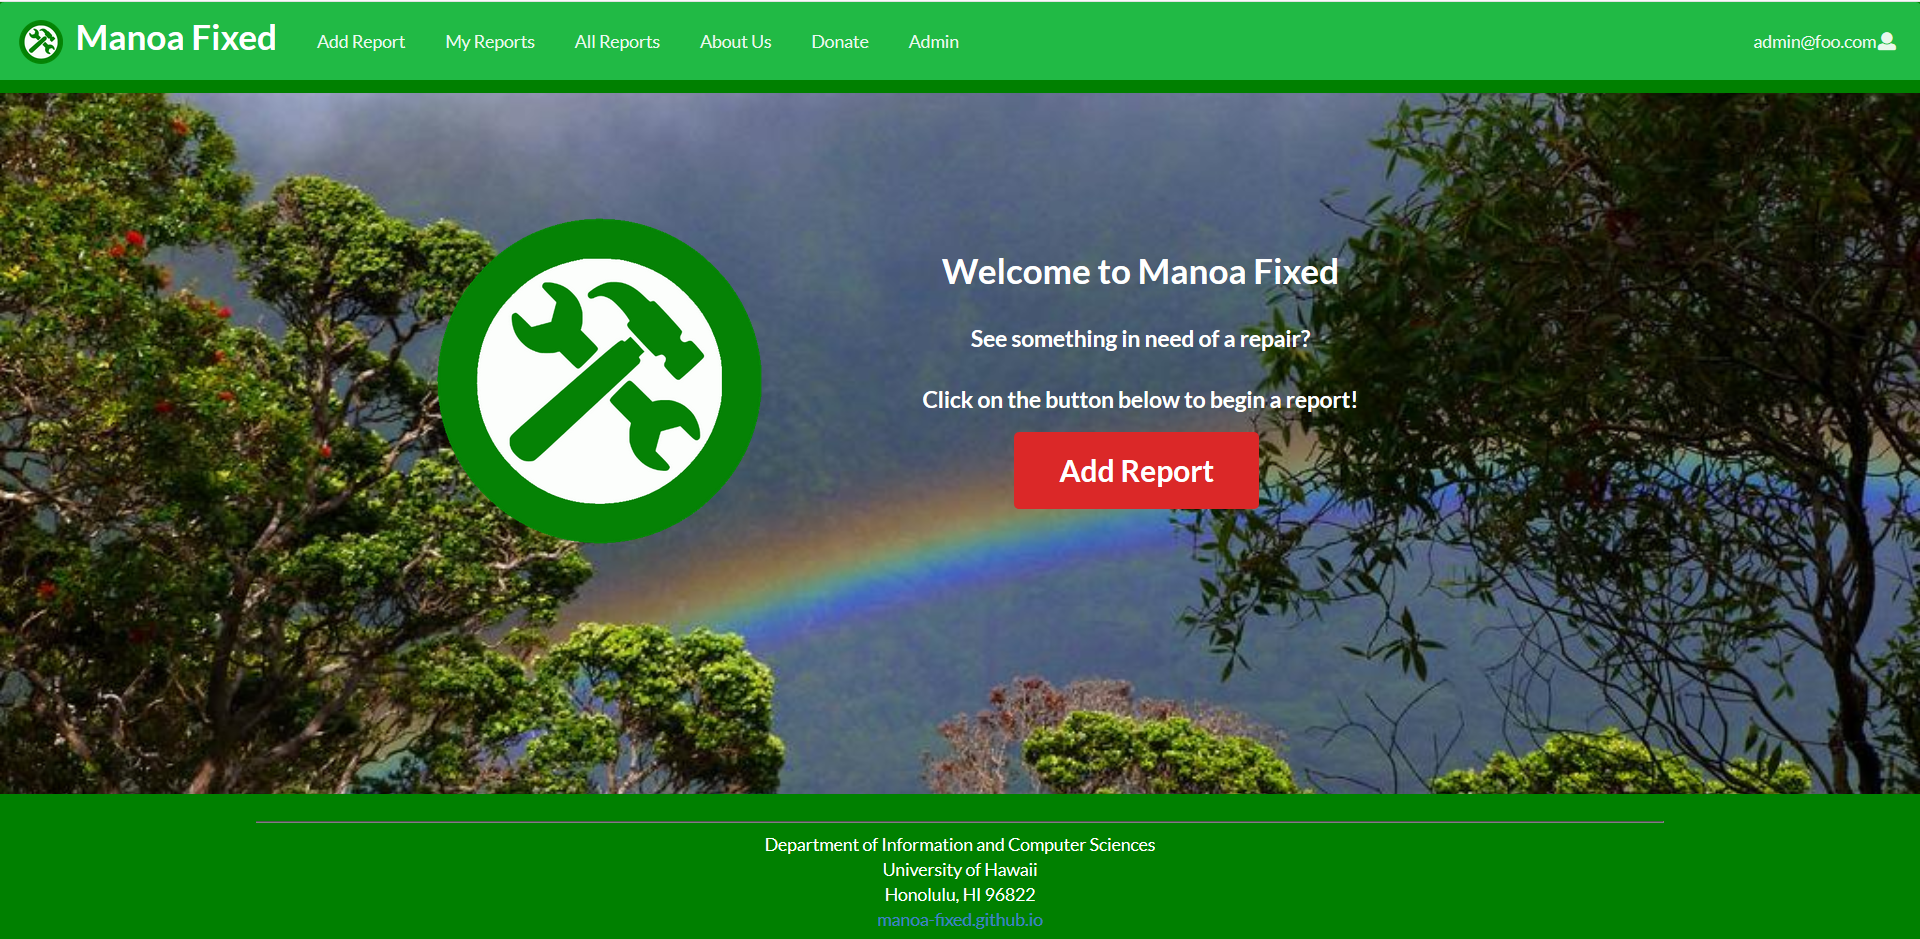 Manoa Fixed Add Report My Reports All Reports About Us Donate Admin admin@foo.com
Welcome to Manoa Fixed
See something in need of a repair?
Click on the button below to begin a report!
Add Report
Department of Information and Computer Sciences
University of Hawaii
Honolulu, HI 96822
manoa-fixed.github.io